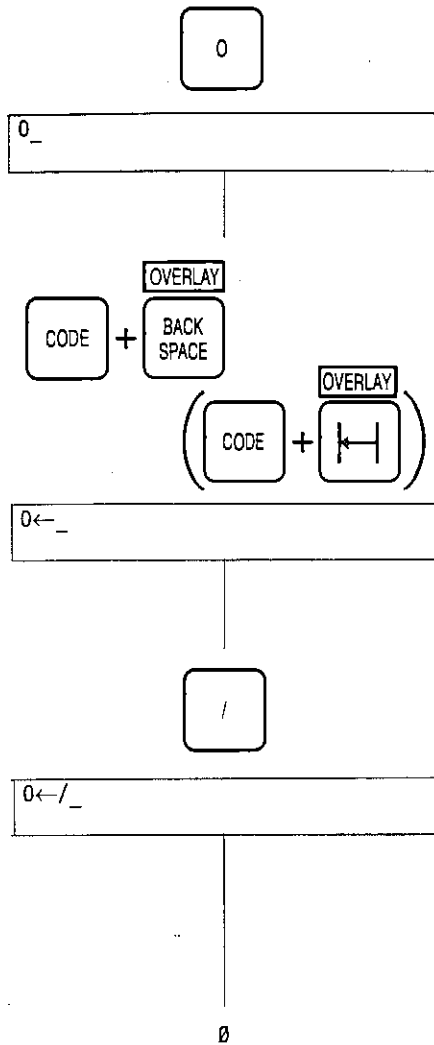 0
0_
OVERLAY
CODE + BACK SPACE
OVERLAY
( CODE + )
0←_
/
0←/_
Ø